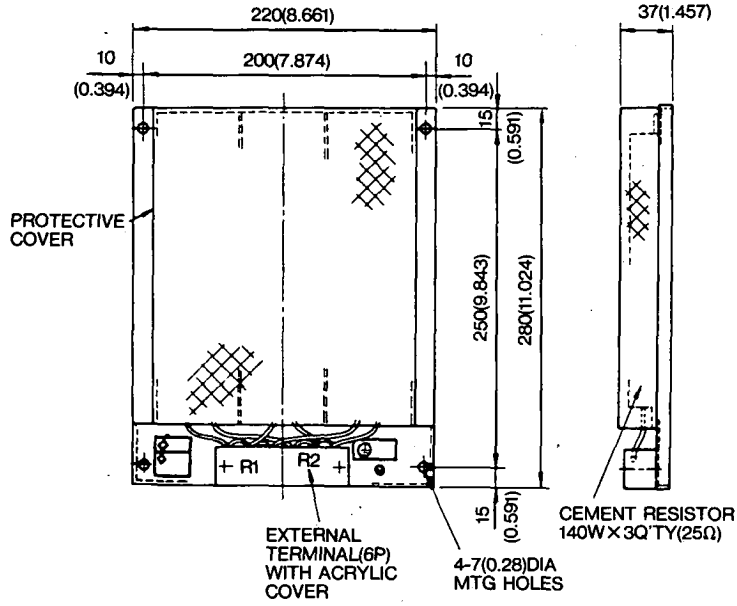 220(8.661)
37(1.457)
10
(0.394)
200(7.874)
10
(0.394)
15
(0.591)
PROTECTIVE
COVER
250(9.843)
280(11.024)
R1
R2
15
(0.591)
EXTERNAL
TERMINAL(6P)
WITH ACRYLIC
COVER
4-7(0.28)DIA
MTG HOLES
CEMENT RESISTOR
140W×3Q'TY(25Ω)